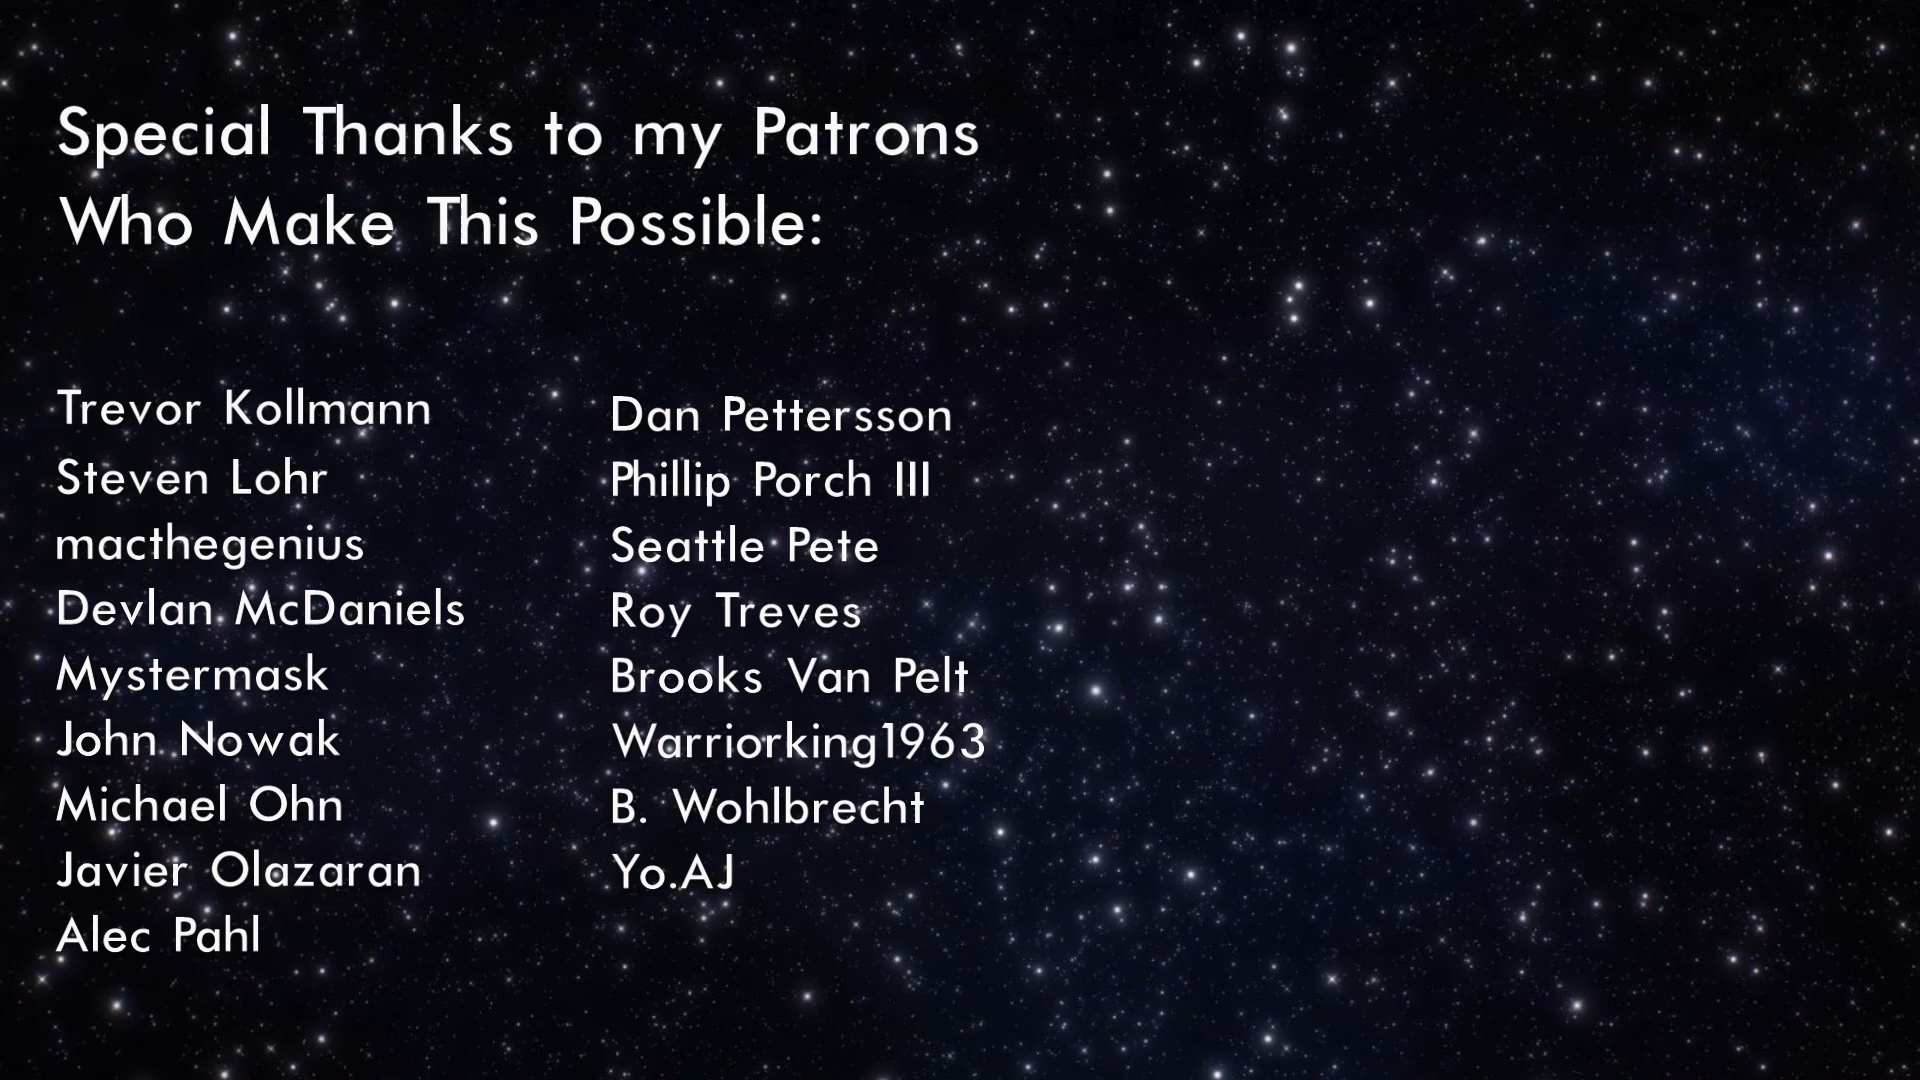 Special Thanks to my Patrons
Who Make This Possible:
Trevor Kollmann
Steven Lohr
macthegenius
Devlan McDaniels
Mystermask
John Nowak
Michael Ohn
Javier Olazaran
Alec Pahl
Dan Pettersson
Phillip Porch III
Seattle Pete
Roy Treves
Brooks Van Pelt
Warriorking1963
B. Wohlbrecht
Yo.AJ